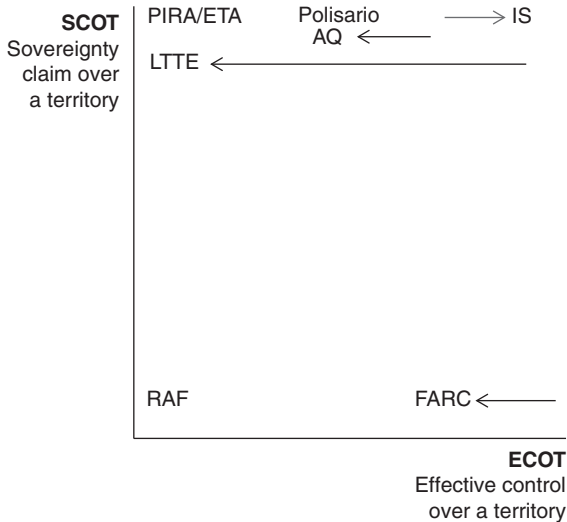 SCOT
Sovereignty
claim over
a territory
PIRA/ETA
Polisario
IS
AQ
LTTE
RAF
FARC
ECOT
Effective control
over a territory